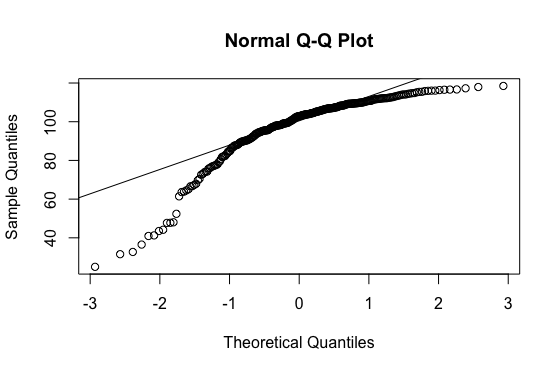 Normal Q-Q Plot
Sample Quantiles
100
80
60
40
-3 -2 -1 0 1 2 3
Theoretical Quantiles